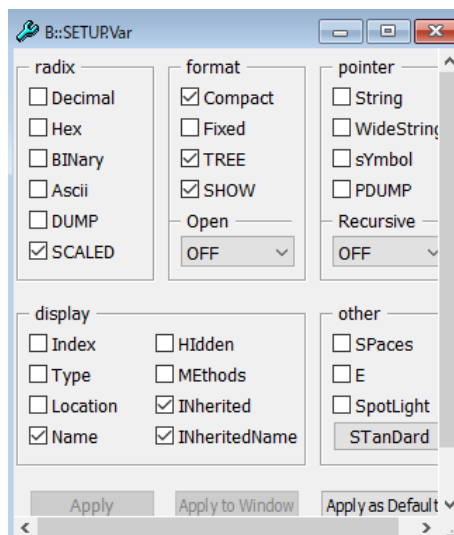 B::SETUP.Var
radix
Decimal
Hex
BINary
Ascii
DUMP
SCALED
format
Compact
Fixed
TREE
SHOW
Open
OFF
pointer
String
WideString
sYmbol
PDUMP
Recursive
OFF
display
Index
Type
Location
Name
HIdden
MEthods
INherited
INheritedName
other
SPaces
E
SpotLight
STanDard
Apply
Apply to Window
Apply as Default